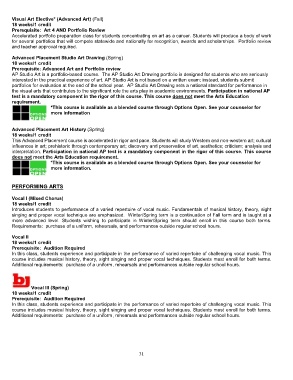 Visual Art Elective* (Advanced Art) (Fall)
18 weeks/1 credit
Prerequisite: Art 4 AND Portfolio Review
Accelerated portfolio preparation class for students concentrating on art as a career. Students will produce a body of work for several portfolios that will compete statewide and nationally for recognition, awards and scholarships. Portfolio review and teacher approval required.
Advanced Placement Studio Art Drawing (Spring)
18 weeks/1 credit
Prerequisite: Advanced Art and Portfolio review
AP Studio Art is a portfolio-based course. The AP Studio Art Drawing portfolio is designed for students who are seriously interested in the practical experience of art. AP Studio Art is not based on a written exam; instead, students submit portfolios for evaluation at the end of the school year. AP Studio Art Drawing sets a national standard for performance in the visual arts that contributes to the significant role the arts play in academic environments. Participation in national AP test is a mandatory component in the rigor of this course. This course does not meet the Arts Education requirement.
*This course is available as a blended course through Options Open. See your counselor for more information
Advanced Placement Art History (Spring)
18 weeks/1 credit
This Advanced Placement course is accelerated in rigor and pace. Students will study Western and non-western art; cultural influences in art; prehistoric through contemporary art; discovery and preservation of art, aesthetics; criticism; analysis and interpretation. Participation in national AP test is a mandatory component in the rigor of this course. This course does not meet the Arts Education requirement.
*This course is available as a blended course through Options Open. See your counselor for more information.
PERFORMING ARTS
Vocal I (Mixed Chorus)
18 weeks/1 credit
Introduces students to performance of a varied repertoire of vocal music. Fundamentals of musical history, theory, sight singing and proper vocal technique are emphasized. Winter/Spring term is a continuation of Fall term and is taught at a more advanced level. Students wishing to participate in Winter/Spring term should enroll in this course both terms. Requirements: purchase of a uniform, rehearsals, and performances outside regular school hours.
Vocal II
18 weeks/1 credit
Prerequisite: Audition Required
In this class, students experience and participate in the performance of varied repertoire of challenging vocal music. This course includes musical history, theory, sight singing and proper vocal techniques. Students must enroll for both terms. Additional requirements: purchase of a uniform, rehearsals and performances outside regular school hours.
Vocal III (Spring)
18 weeks/1 credit
Prerequisite: Audition Required
In this class, students experience and participate in the performance of varied repertoire of challenging vocal music. This course includes musical history, theory, sight singing and proper vocal techniques. Students must enroll for both terms. Additional requirements: purchase of a uniform, rehearsals and performances outside regular school hours.
31